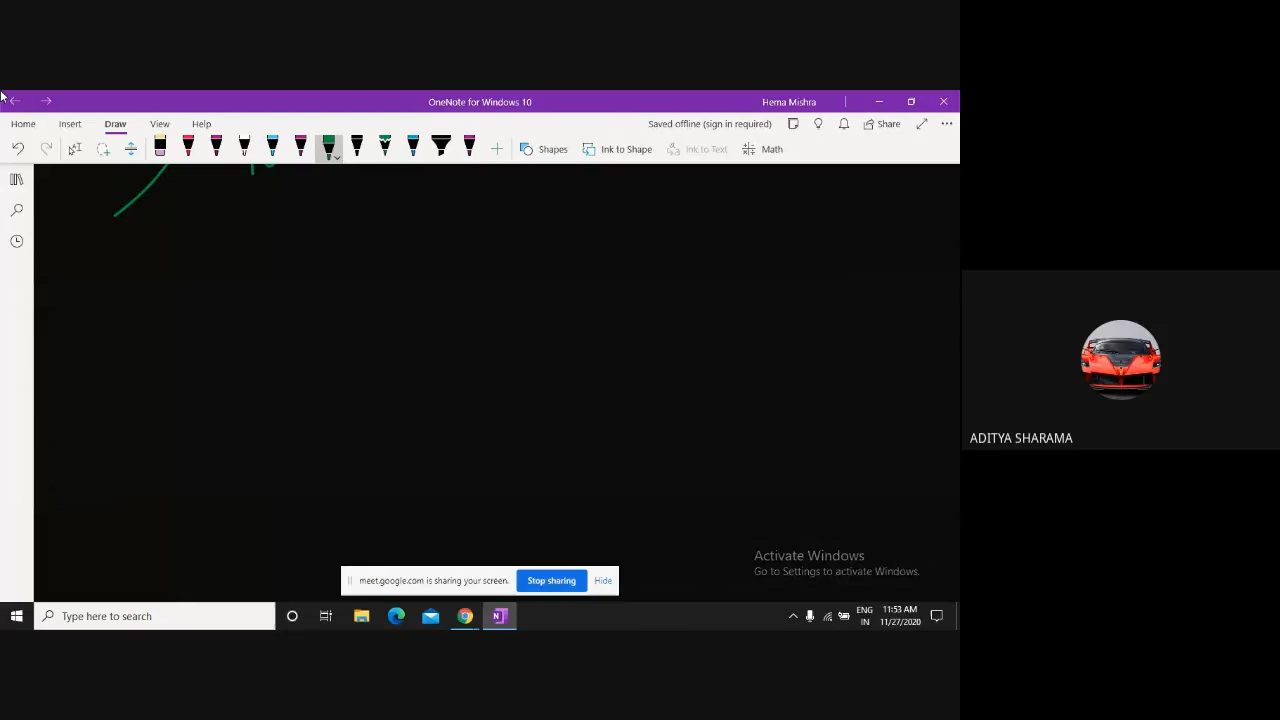 OneNote for Windows 10
Hema Mishra
Home Insert Draw View Help
Saved offline (sign in required)
Share
Shapes
Ink to Shape
Ink to Text
Math
ADITYA SHARAMA
Activate Windows
Go to Settings to activate Windows.
meet.google.com is sharing your screen.
Stop sharing
Hide
Type here to search
ENG
IN
11:53 AM
11/27/2020